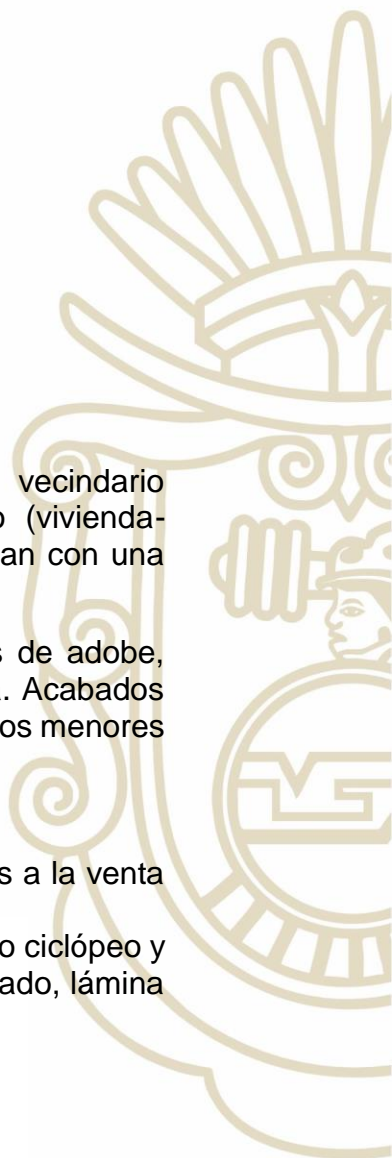 vecindario
o (vivienda-
an con una
s de adobe,
. Acabados
os menores
s a la venta
o ciclópeo y
ado, lámina